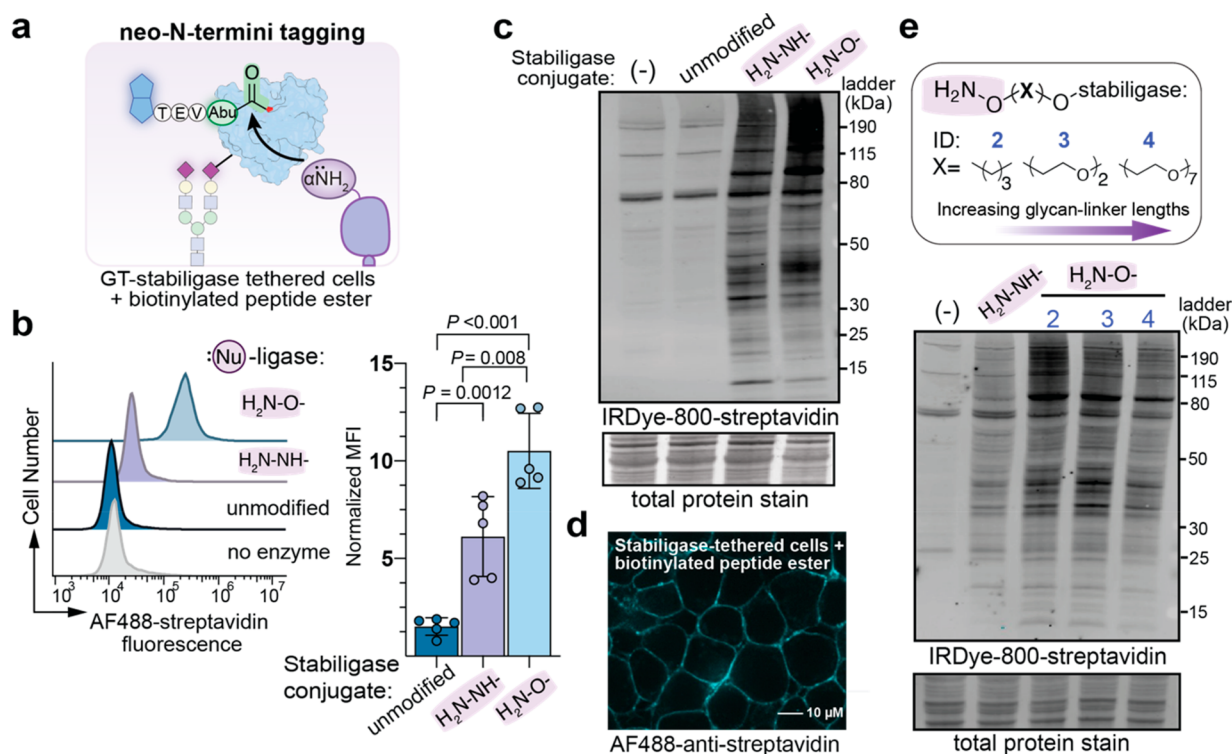 a
neo-N-termini tagging
O
T E V Abu
αN̈H2
GT-stabiligase tethered cells
+ biotinylated peptide ester
b
:Nu-ligase:
H2N-O-
H2N-NH-
unmodified
no enzyme
Cell Number
10^3 10^4 10^5 10^6 10^7
AF488-streptavidin
fluorescence
P <0.001
P = 0.008
P = 0.0012
15
10
5
Normalized MFI
Stabiligase
conjugate:
unmodified
H2N-NH-
H2N-O-
c
Stabiligase
conjugate:
(-)
unmodified
H2N-NH-
H2N-O-
ladder
(kDa)
190
115
80
50
30
25
15
IRDye-800-streptavidin
total protein stain
d
Stabiligase-tethered cells +
biotinylated peptide ester
10 µM
AF488-anti-streptavidin
e
H2N O (X) O stabiligase:
ID: 2 3 4
X= 3 O 2 O 7
Increasing glycan-linker lengths
H2N-O-
(-) H2N-NH- 2 3 4
ladder
(kDa)
190
115
80
50
30
25
15
IRDye-800-streptavidin
total protein stain